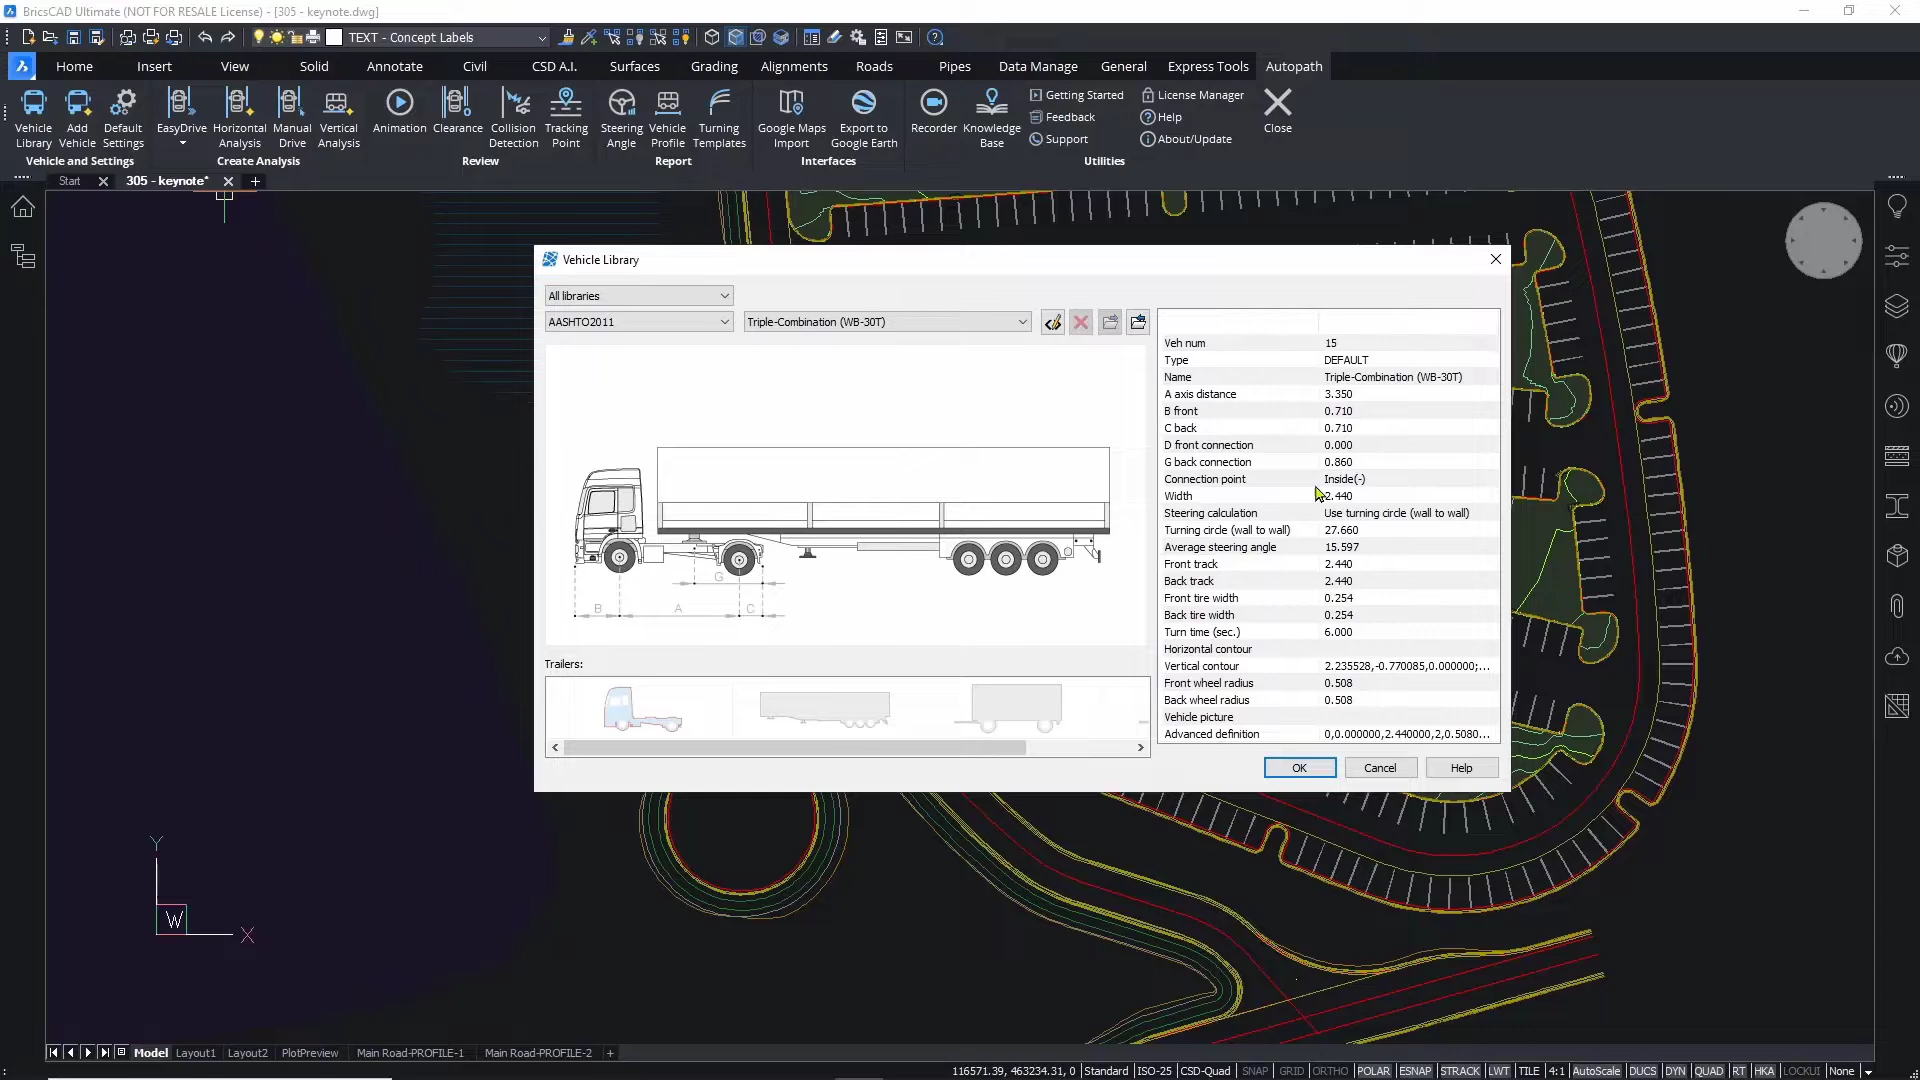 BricsCAD Ultimate (NOT FOR RESALE License) - [305 - keynote.dwg]
TEXT - Concept Labels
Home Insert View Solid Annotate Civil CSD A.I. Surfaces Grading Alignments Roads Pipes Data Manage General Express Tools Autopath
Vehicle Library
Add Vehicle
Default Settings
Vehicle and Settings
EasyDrive
Horizontal Analysis
Manual Drive
Vertical Analysis
Create Analysis
Animation
Clearance
Collision Detection
Tracking Point
Review
Steering Angle
Vehicle Profile
Turning Templates
Report
Google Maps Import
Export to Google Earth
Interfaces
Recorder
Knowledge Base
Getting Started
Feedback
Support
License Manager
Help
About/Update
Utilities
Close
Start
305 - keynote*
Vehicle Library
All libraries
AASHTO2011
Triple-Combination (WB-30T)
G
B A C
Trailers:
Veh num 15
Type DEFAULT
Name Triple-Combination (WB-30T)
A axis distance 3.350
B front 0.710
C back 0.710
D front connection 0.000
G back connection 0.860
Connection point Inside(-)
Width 2.440
Steering calculation Use turning circle (wall to wall)
Turning circle (wall to wall) 27.660
Average steering angle 15.597
Front track 2.440
Back track 2.440
Front tire width 0.254
Back tire width 0.254
Turn time (sec.) 6.000
Horizontal contour
Vertical contour 2.235528,-0.770085,0.000000;...
Front wheel radius 0.508
Back wheel radius 0.508
Vehicle picture
Advanced definition 0,0.000000,2.440000,2,0.5080...
OK Cancel Help
Y
W
X
Model Layout1 Layout2 PlotPreview Main Road-PROFILE-1 Main Road-PROFILE-2 +
116571.39, 463234.31, 0 Standard ISO-25 CSD-Quad SNAP GRID ORTHO POLAR ESNAP STRACK LWT TILE 4:1 AutoScale DUCS DYN QUAD RT HKA LOCKUI None